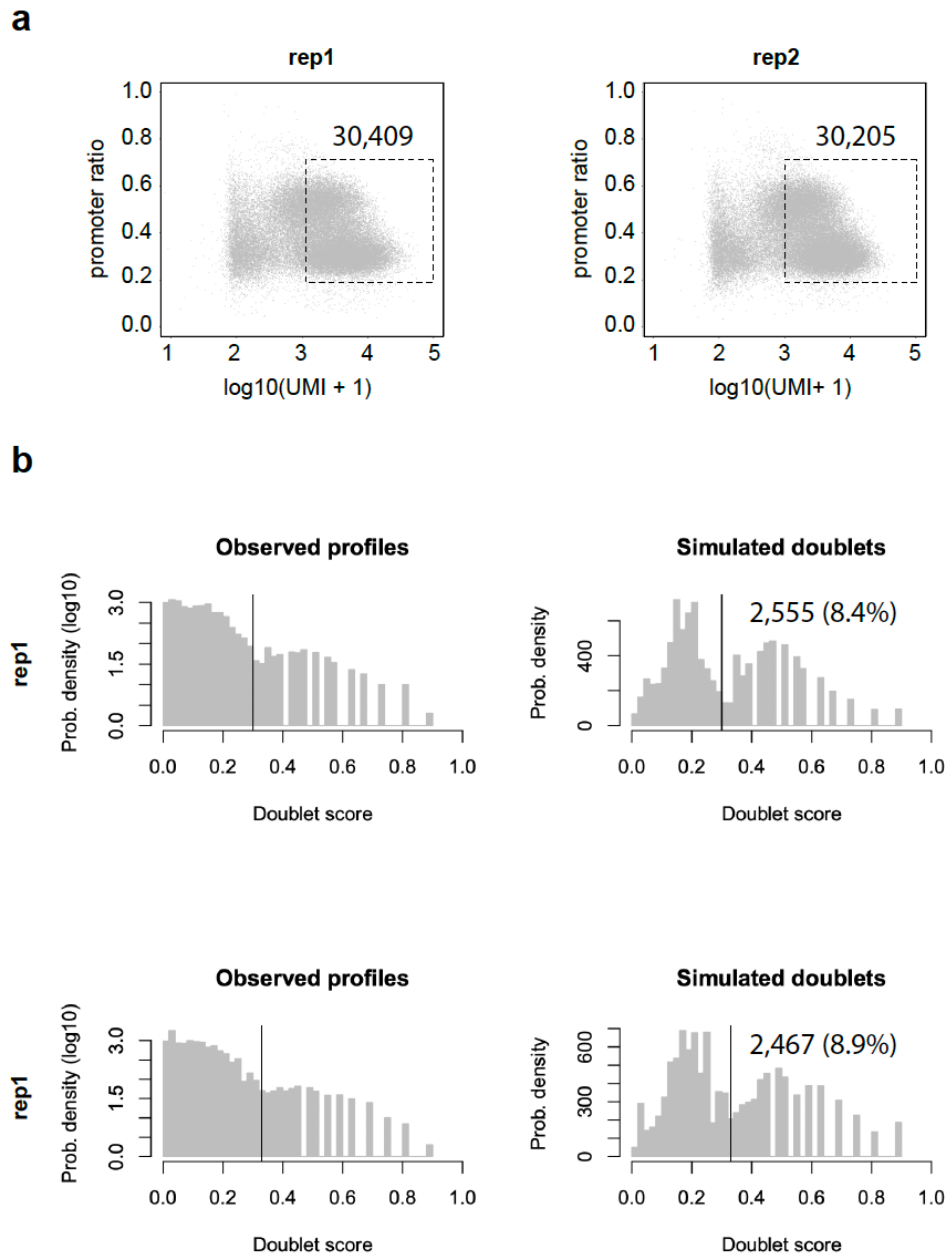 a
rep1
rep2
1.0
0.8
0.6
0.4
0.2
0.0
promoter ratio
30,409
1 2 3 4 5
log10(UMI + 1)
1.0
0.8
0.6
0.4
0.2
0.0
promoter ratio
30,205
1 2 3 4 5
log10(UMI+ 1)
b
rep1
Observed profiles
Prob. density (log10)
3.0
1.5
0.0
0.0 0.2 0.4 0.6 0.8 1.0
Doublet score
Simulated doublets
2,555 (8.4%)
Prob. density
400
0
0.0 0.2 0.4 0.6 0.8 1.0
Doublet score
rep1
Observed profiles
Prob. density (log10)
3.0
1.5
0.0
0.0 0.2 0.4 0.6 0.8 1.0
Doublet score
Simulated doublets
2,467 (8.9%)
Prob. density
600
300
0
0.0 0.2 0.4 0.6 0.8 1.0
Doublet score